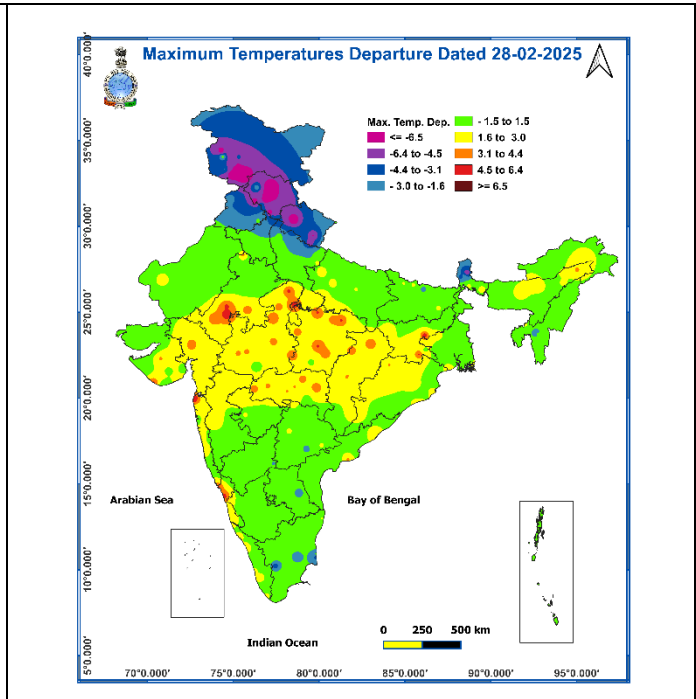 Maximum Temperatures Departure Dated 28-02-2025
Max. Temp. Dep.
<= -6.5
-6.4 to -4.5
-4.4 to -3.1
- 3.0 to -1.6
- 1.5 to 1.5
1.6 to 3.0
3.1 to 4.4
4.5 to 6.4
>= 6.5
40°0.000'
35°0.000'
30°0.000'
25°0.000'
20°0.000'
15°0.000'
10°0.000'
5°0.000'
Arabian Sea
Bay of Bengal
Indian Ocean
0 250 500 km
70°0.000' 75°0.000' 80°0.000' 85°0.000' 90°0.000' 95°0.000'